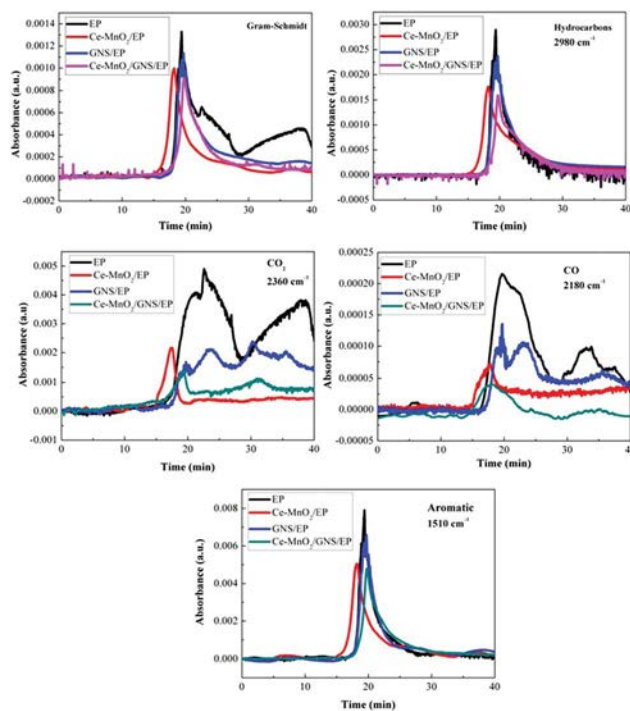 Gram-Schmidt
EP
Ce-MnO2/EP
GNS/EP
Ce-MnO2/GNS/EP
Absorbance (a.u.)
0.0014
0.0012
0.0010
0.0008
0.0006
0.0004
0.0002
0.0000
-0.0002
0 10 20 30 40
Time (min)
Hydrocarbons
2980 cm-1
EP
Ce-MnO2/EP
GNS/EP
Ce-MnO2/GNS/EP
Absorbance (a.u.)
0.0030
0.0025
0.0020
0.0015
0.0010
0.0005
0.0000
-0.0005
0 10 20 30 40
Time (min)
CO2
2360 cm-1
EP
Ce-MnO2/EP
GNS/EP
Ce-MnO2/GNS/EP
Absorbance (a.u.)
0.005
0.004
0.003
0.002
0.001
0.000
-0.001
0 10 20 30 40
Time (min)
CO
2180 cm-1
EP
Ce-MnO2/EP
GNS/EP
Ce-MnO2/GNS/EP
Absorbance (a.u.)
0.00025
0.00020
0.00015
0.00010
0.00005
0.00000
-0.00005
0 10 20 30 40
Time (min)
Aromatic
1510 cm-1
EP
Ce-MnO2/EP
GNS/EP
Ce-MnO2/GNS/EP
Absorbance (a.u.)
0.008
0.006
0.004
0.002
0.000
0 10 20 30 40
Time (min)